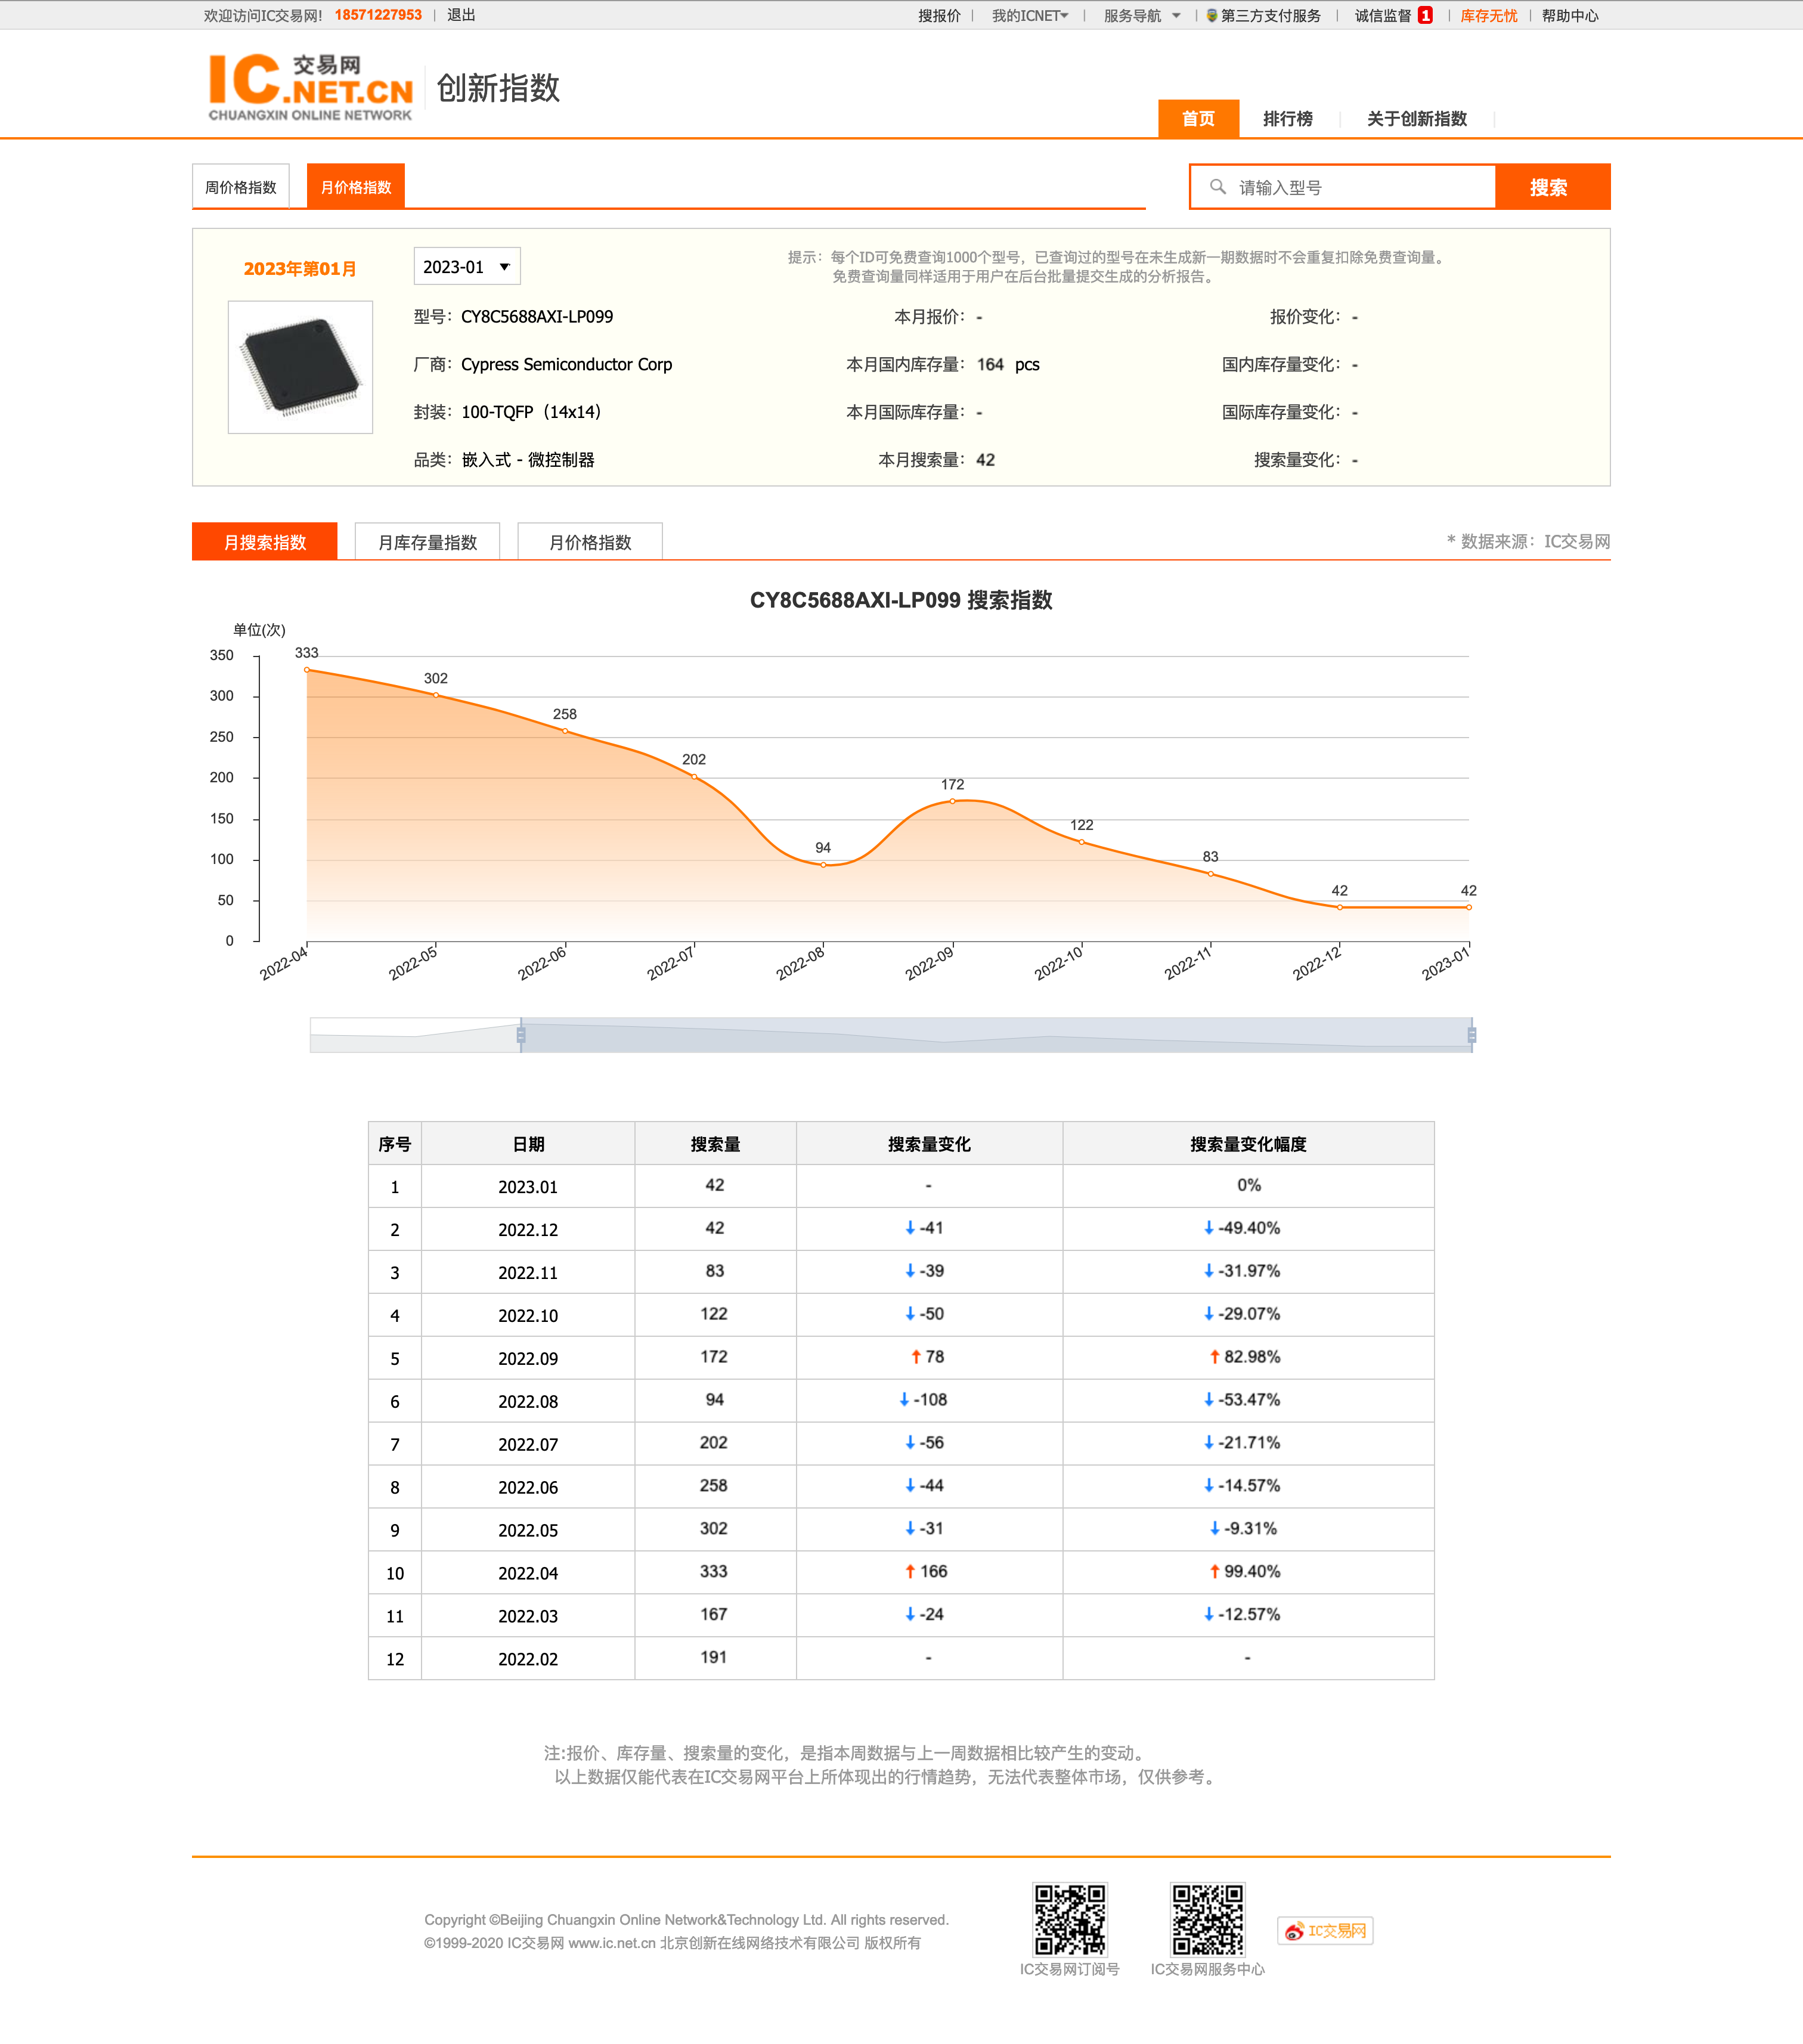 欢迎访问IC交易网! 18571227953 | 退出
搜报价 | 我的ICNET | 服务导航 | 第三方支付服务 | 诚信监督 1 | 库存无忧 | 帮助中心
IC.NET.CN 交易网
CHUANGXIN ONLINE NETWORK
创新指数
首页 排行榜 关于创新指数
周价格指数 月价格指数
请输入型号 搜索
2023年第01月 2023-01
提示：每个ID可免费查询1000个型号，已查询过的型号在未生成新一期数据时不会重复扣除免费查询量。
免费查询量同样适用于用户在后台批量提交生成的分析报告。
型号：CY8C5688AXI-LP099 本月报价：- 报价变化：-
厂商：Cypress Semiconductor Corp 本月国内库存量：164 pcs 国内库存量变化：-
封装：100-TQFP（14x14） 本月国际库存量：- 国际库存量变化：-
品类：嵌入式 - 微控制器 本月搜索量：42 搜索量变化：-
月搜索指数 月库存量指数 月价格指数 * 数据来源：IC交易网
CY8C5688AXI-LP099 搜索指数
单位(次)
350
300
250
200
150
100
50
0
333
302
258
202
94
172
122
83
42
42
2022-04 2022-05 2022-06 2022-07 2022-08 2022-09 2022-10 2022-11 2022-12 2023-01
序号 日期 搜索量 搜索量变化 搜索量变化幅度
1 2023.01 42 - 0%
2 2022.12 42 ↓-41 ↓-49.40%
3 2022.11 83 ↓-39 ↓-31.97%
4 2022.10 122 ↓-50 ↓-29.07%
5 2022.09 172 ↑78 ↑82.98%
6 2022.08 94 ↓-108 ↓-53.47%
7 2022.07 202 ↓-56 ↓-21.71%
8 2022.06 258 ↓-44 ↓-14.57%
9 2022.05 302 ↓-31 ↓-9.31%
10 2022.04 333 ↑166 ↑99.40%
11 2022.03 167 ↓-24 ↓-12.57%
12 2022.02 191 - -
注:报价、库存量、搜索量的变化，是指本周数据与上一周数据相比较产生的变动。
以上数据仅能代表在IC交易网平台上所体现出的行情趋势，无法代表整体市场，仅供参考。
Copyright ©Beijing Chuangxin Online Network&Technology Ltd. All rights reserved.
©1999-2020 IC交易网 www.ic.net.cn 北京创新在线网络技术有限公司 版权所有
IC交易网订阅号 IC交易网服务中心 IC交易网